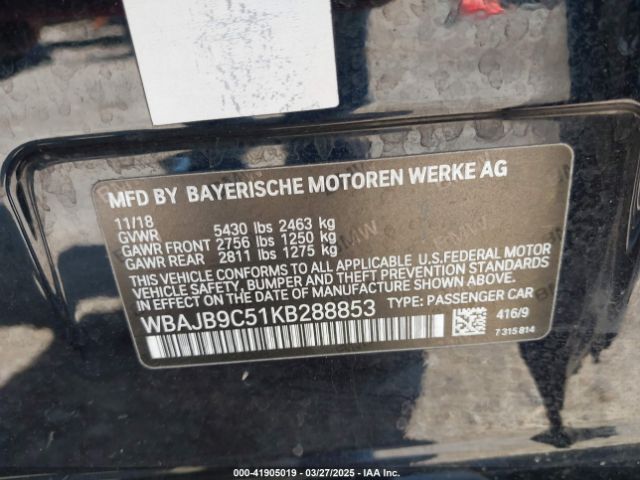 MFD BY BAYERISCHE MOTOREN WERKE AG
11/18
GVWR 5430 lbs 2463 kg
GAWR FRONT 2756 lbs 1250 kg
GAWR REAR 2811 lbs 1275 kg
THIS VEHICLE CONFORMS TO ALL APPLICABLE U.S.FEDERAL MOTOR
VEHICLE SAFETY, BUMPER AND THEFT PREVENTION STANDARDS
IN EFFECT ON THE DATE OF MANUFACTURE SHOWN ABOVE.
WBAJB9C51KB288853 TYPE: PASSENGER CAR
416/9
7 315 814
000-41905019 — 03/27/2025 — IAA Inc.